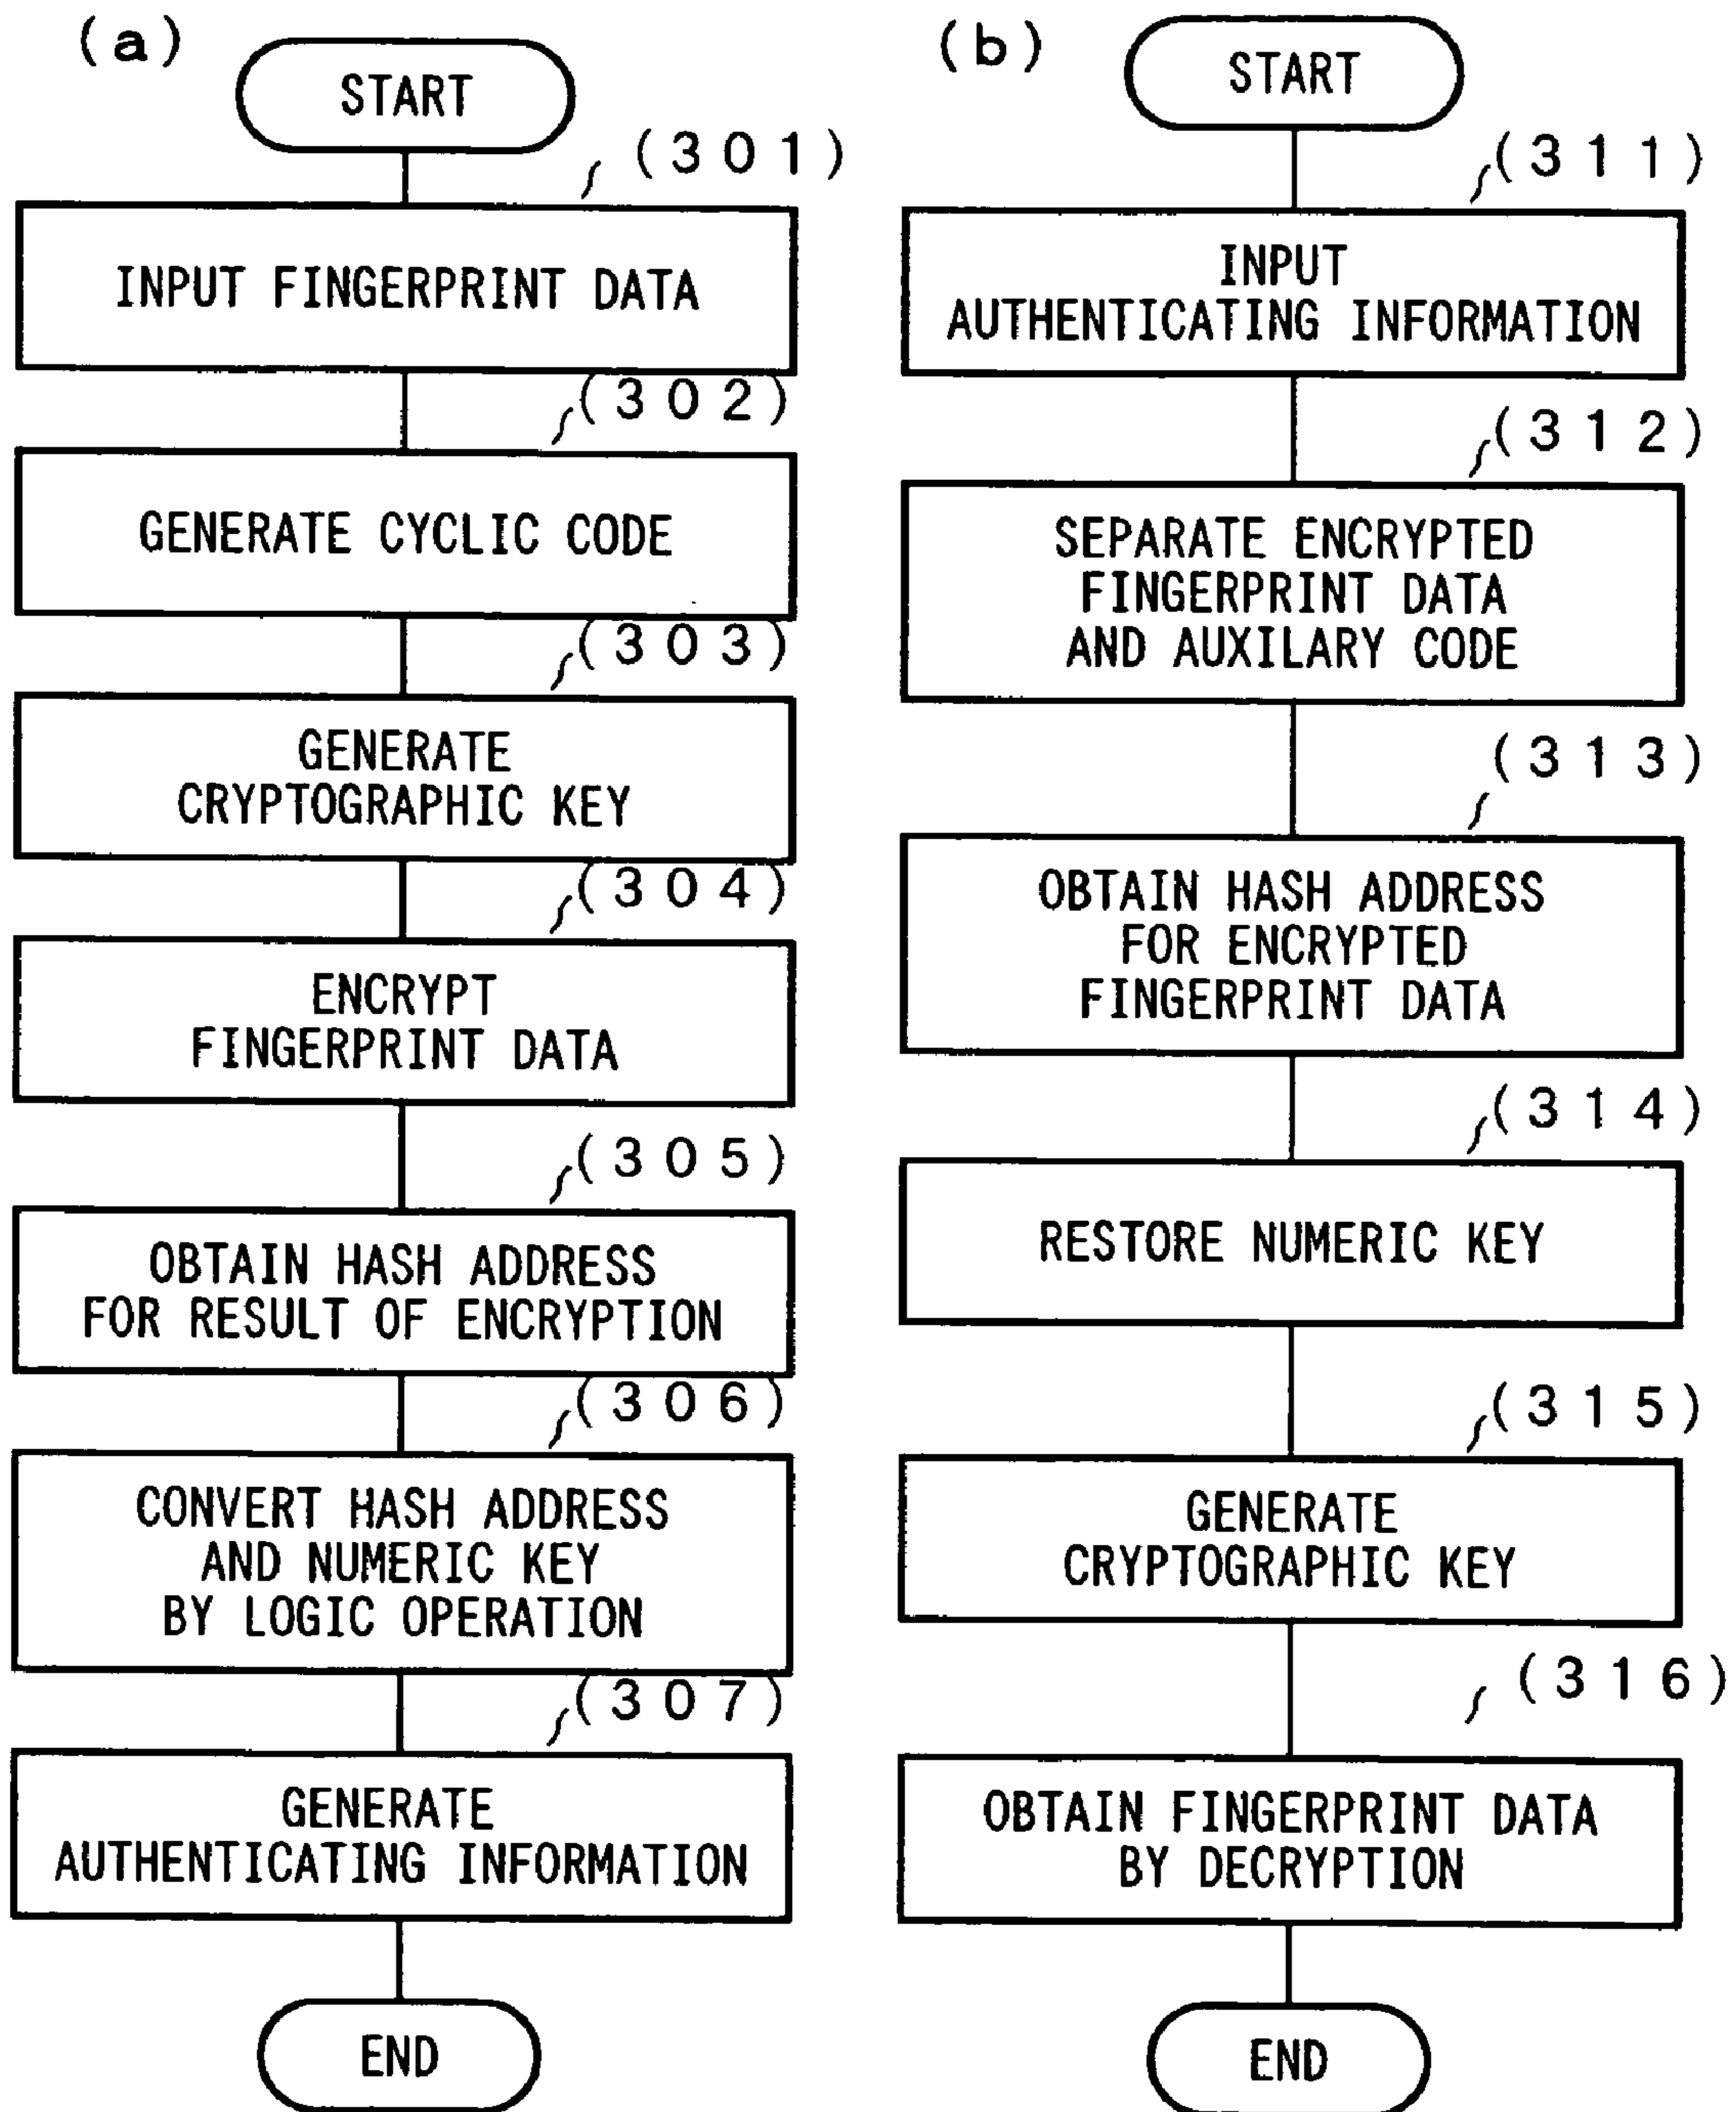 (a)
START
(301)
INPUT FINGERPRINT DATA
(302)
GENERATE CYCLIC CODE
(303)
GENERATE
CRYPTOGRAPHIC KEY
(304)
ENCRYPT
FINGERPRINT DATA
(305)
OBTAIN HASH ADDRESS
FOR RESULT OF ENCRYPTION
(306)
CONVERT HASH ADDRESS
AND NUMERIC KEY
BY LOGIC OPERATION
(307)
GENERATE
AUTHENTICATING INFORMATION
END
(b)
START
(311)
INPUT
AUTHENTICATING INFORMATION
(312)
SEPARATE ENCRYPTED
FINGERPRINT DATA
AND AUXILARY CODE
(313)
OBTAIN HASH ADDRESS
FOR ENCRYPTED
FINGERPRINT DATA
(314)
RESTORE NUMERIC KEY
(315)
GENERATE
CRYPTOGRAPHIC KEY
(316)
OBTAIN FINGERPRINT DATA
BY DECRYPTION
END